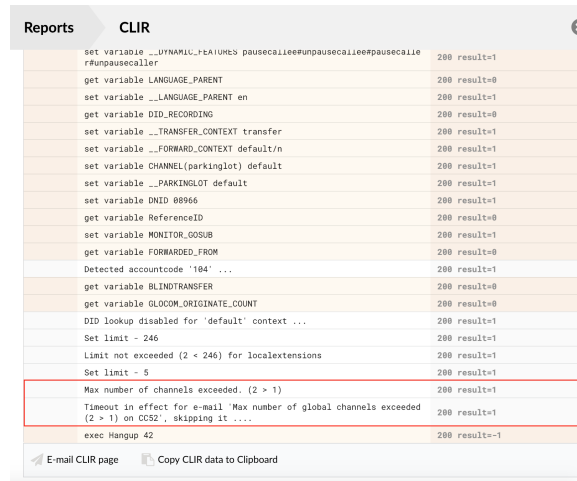 Reports CLIR
set variable __DYNAMIC_FEATURES pausecallee#unpausecallee#pausecalle 200 result=1
r#unpausecaller
get variable LANGUAGE_PARENT 200 result=0
set variable __LANGUAGE_PARENT en 200 result=1
get variable DID_RECORDING 200 result=0
set variable __TRANSFER_CONTEXT transfer 200 result=1
set variable __FORWARD_CONTEXT default/n 200 result=1
set variable CHANNEL(parkinglot) default 200 result=1
set variable __PARKINGLOT default 200 result=1
set variable DNID 08966 200 result=1
get variable ReferenceID 200 result=0
set variable MONITOR_GOSUB 200 result=1
get variable FORWARDED_FROM 200 result=0
Detected accountcode '104' ... 200 result=1
get variable BLINDTRANSFER 200 result=0
get variable GLOCOM_ORIGINATE_COUNT 200 result=0
DID lookup disabled for 'default' context ... 200 result=1
Set limit - 246 200 result=1
Limit not exceeded (2 < 246) for localextensions 200 result=1
Set limit - 5 200 result=1
Max number of channels exceeded. (2 > 1) 200 result=1
Timeout in effect for e-mail 'Max number of global channels exceeded 200 result=1
(2 > 1) on CC52', skipping it ....
exec Hangup 42 200 result=-1
E-mail CLIR page Copy CLIR data to Clipboard